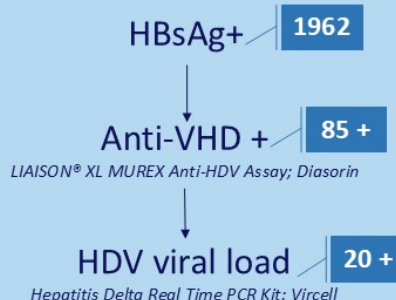 HBsAg+ 1962
Anti-VHD + 85 +
LIAISON® XL MUREX Anti-HDV Assay; Diasorin
HDV viral load 20 +
Hepatitis Delta Real Time PCR Kit; Vircell